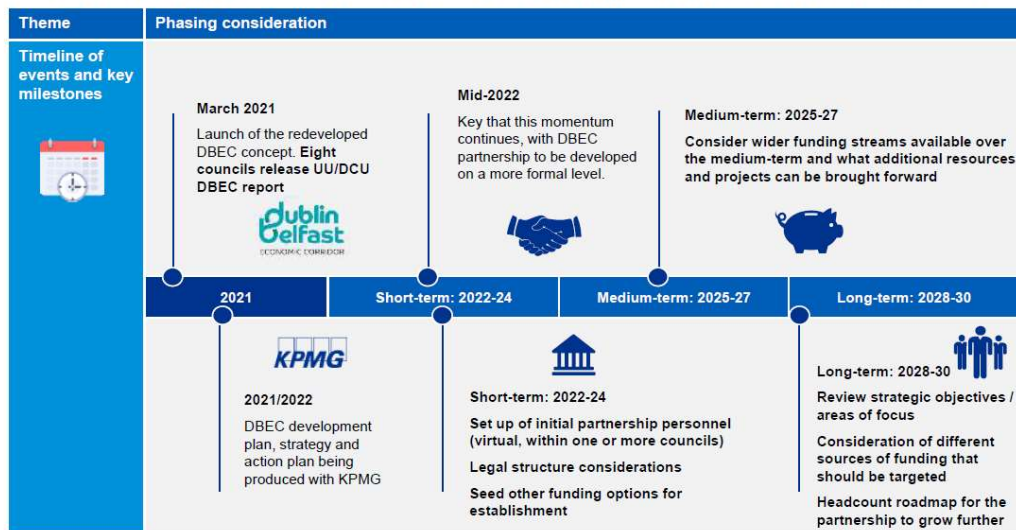 Theme
Phasing consideration
Timeline of
events and key
milestones
March 2021
Launch of the redeveloped
DBEC concept. Eight
councils release UU/DCU
DBEC report
dublin
belfast
ECONOMIC CORRIDOR
Mid-2022
Key that this momentum
continues, with DBEC
partnership to be developed
on a more formal level.
Medium-term: 2025-27
Consider wider funding streams available over
the medium-term and what additional resources
and projects can be brought forward
2021
Short-term: 2022-24
Medium-term: 2025-27
Long-term: 2028-30
KPMG
2021/2022
DBEC development
plan, strategy and
action plan being
produced with KPMG
Short-term: 2022-24
Set up of initial partnership personnel
(virtual, within one or more councils)
Legal structure considerations
Seed other funding options for
establishment
Long-term: 2028-30
Review strategic objectives /
areas of focus
Consideration of different
sources of funding that
should be targeted
Headcount roadmap for the
partnership to grow further